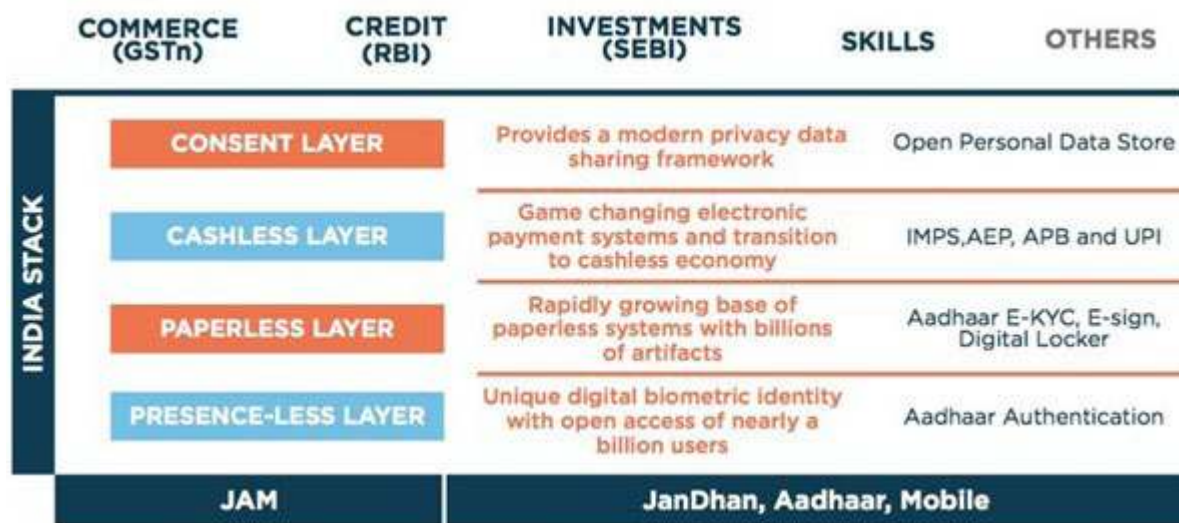 COMMERCE
(GSTn)
CREDIT
(RBI)
INVESTMENTS
(SEBI)
SKILLS
OTHERS
INDIA STACK
CONSENT LAYER
Provides a modern privacy data
sharing framework
Open Personal Data Store
CASHLESS LAYER
Game changing electronic
payment systems and transition
to cashless economy
IMPS,AEP, APB and UPI
PAPERLESS LAYER
Rapidly growing base of
paperless systems with billions
of artifacts
Aadhaar E-KYC, E-sign,
Digital Locker
PRESENCE-LESS LAYER
Unique digital biometric identity
with open access of nearly a
billion users
Aadhaar Authentication
JAM
JanDhan, Aadhaar, Mobile